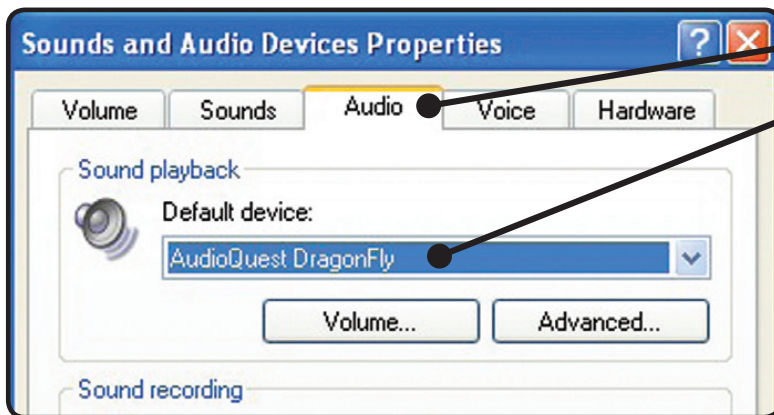 Sounds and Audio Devices Properties ?
Volume Sounds Audio Voice Hardware
Sound playback
Default device:
AudioQuest DragonFly
Volume... Advanced...
Sound recording